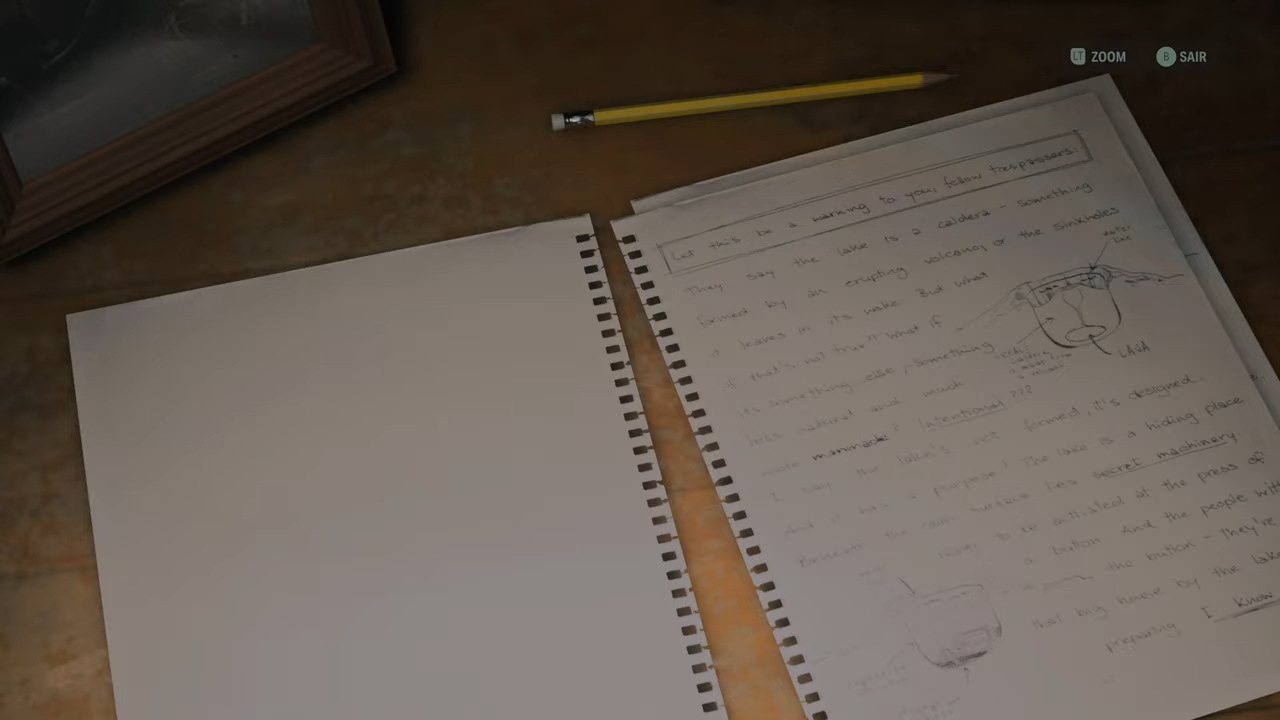 LT ZOOM B SAIR
Let this be a warning to you, fellow trespassers:
They say the lake is a caldera - something
formed by an erupting volcano, or the sinkholes
it leaves in its wake. But what
if that's not true?! What if
it's something else, something
less natural and much
more manmade? Intentional???
I say the lake's not formed, it's designed.
And it has a purpose! The lake is a hiding place.
Beneath the calm surface lies secret machinery
ready to be activated at the press of
a button. And the people with
the button - they're
that big house by the lake
preparing I know
water
LAVA